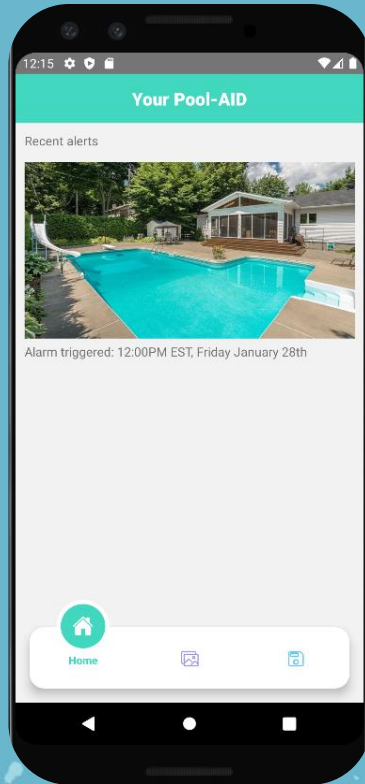 12:15
Your Pool-AID
Recent alerts
Alarm triggered: 12:00PM EST, Friday January 28th
Home